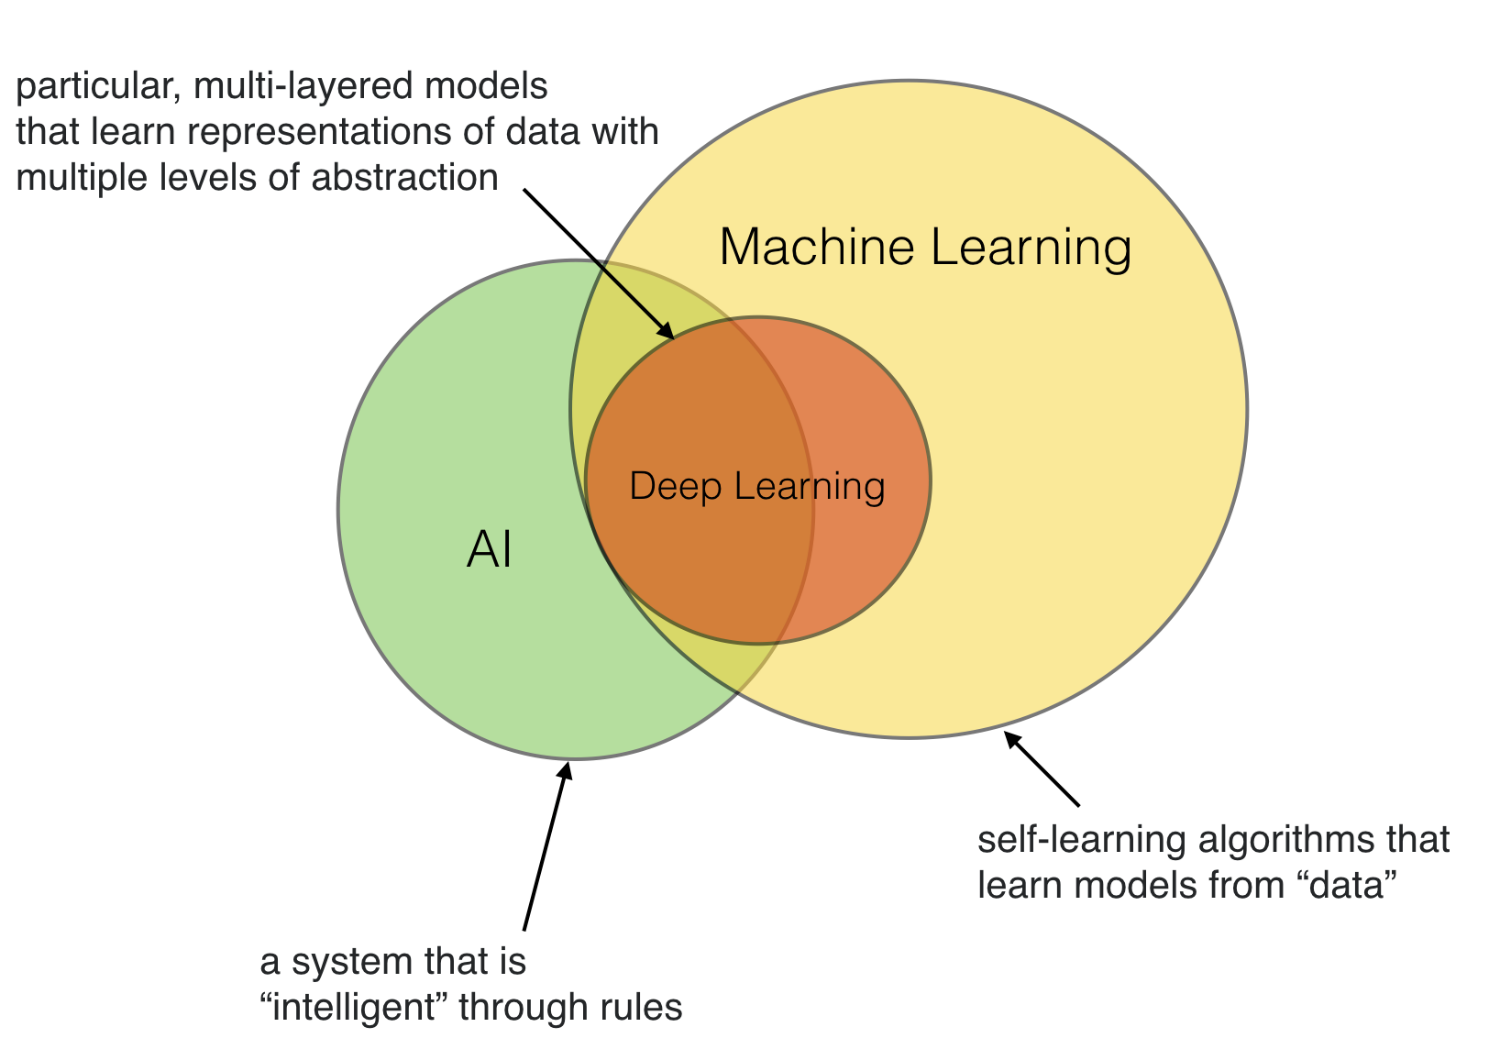 particular, multi-layered models
that learn representations of data with
multiple levels of abstraction
Machine Learning
Deep Learning
AI
self-learning algorithms that
learn models from “data”
a system that is
“intelligent” through rules